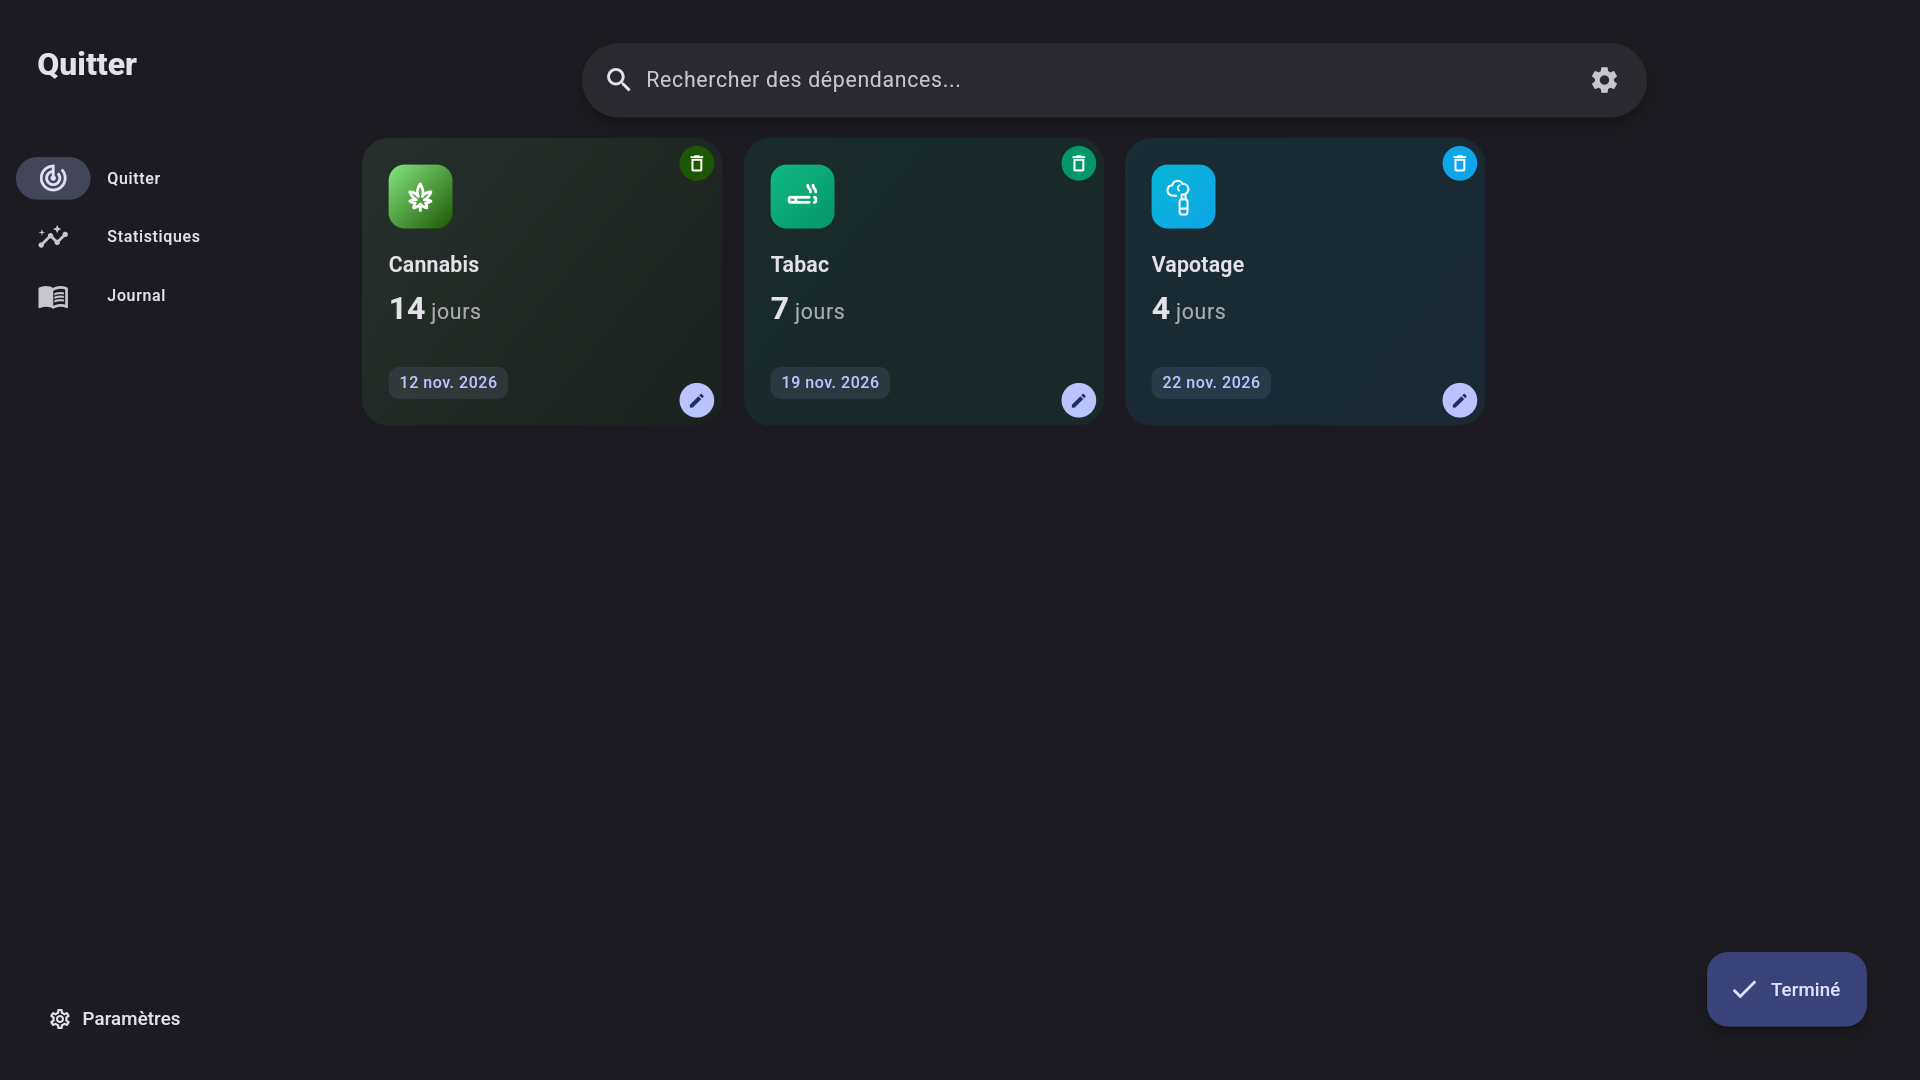 Quitter
Rechercher des dépendances...
Quitter
Statistiques
Journal
Cannabis
14 jours
12 nov. 2026
Tabac
7 jours
19 nov. 2026
Vapotage
4 jours
22 nov. 2026
Paramètres
Terminé